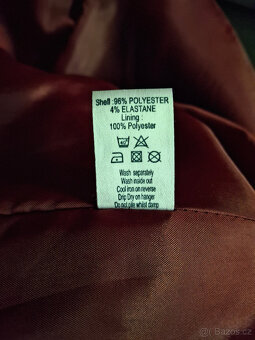 Shell :96% POLYESTER
4% ELASTANE
Lining :
100% Polyester
Wash separately
Wash inside out
Cool iron on reverse
Drip Dry on hanger
Do not pile whilst damp
Bazos.cz